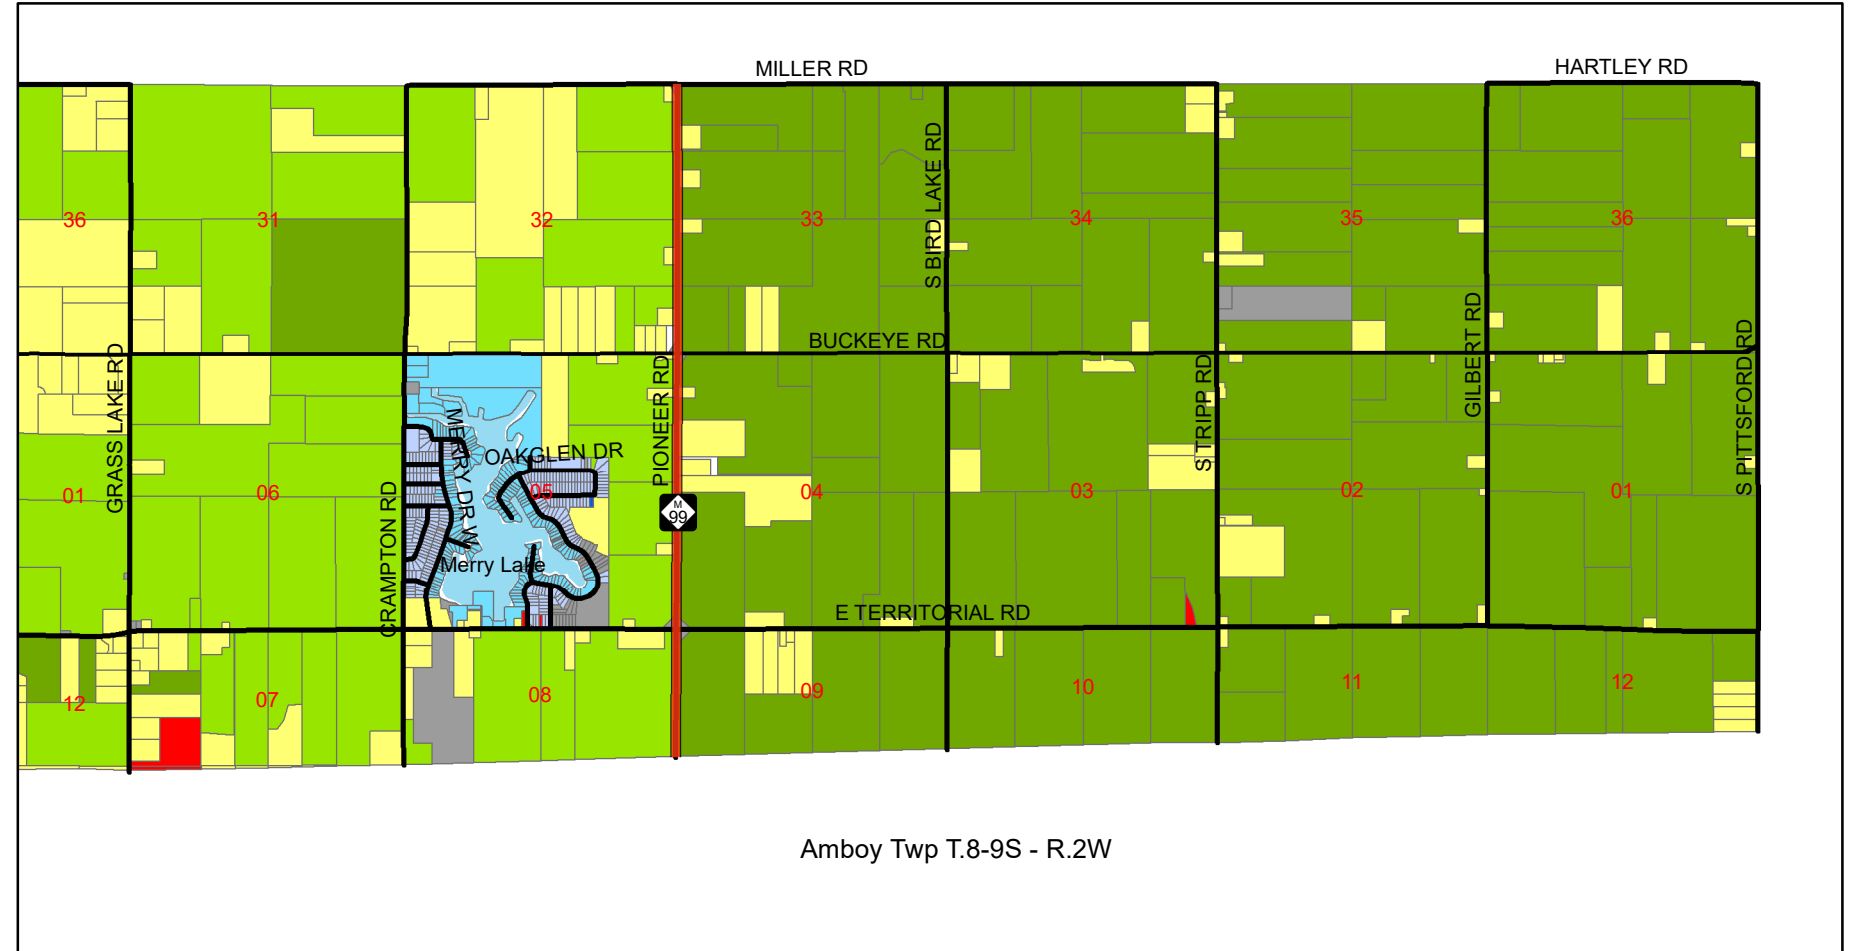 MILLER RD
HARTLEY RD
36
31
32
33
S BIRD LAKE RD
34
35
36
BUCKEYE RD
GRASS LAKE RD
PIONEER RD
S TRIPP RD
GILBERT RD
S PITTSFORD RD
MERRY DR W
OAKGLEN DR
01
06
05
04
03
02
01
CRAMPTON RD
M
99
Merry Lake
E TERRITORIAL RD
12
07
08
09
10
11
12
Amboy Twp T.8-9S - R.2W